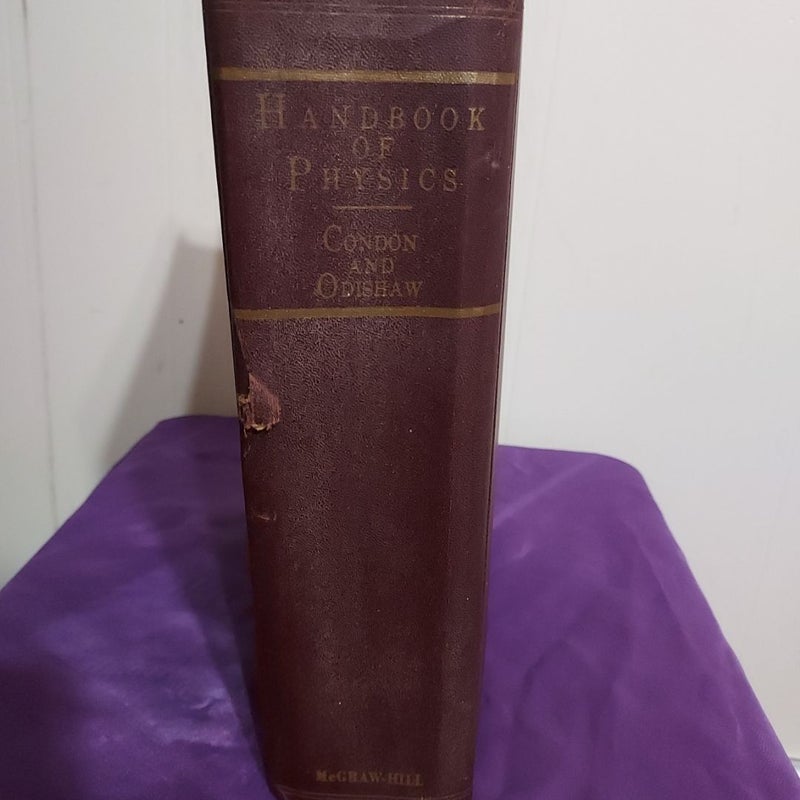 HANDBOOK
OF
PHYSICS
CONDON
AND
ODISHAW
McGRAW-HILL